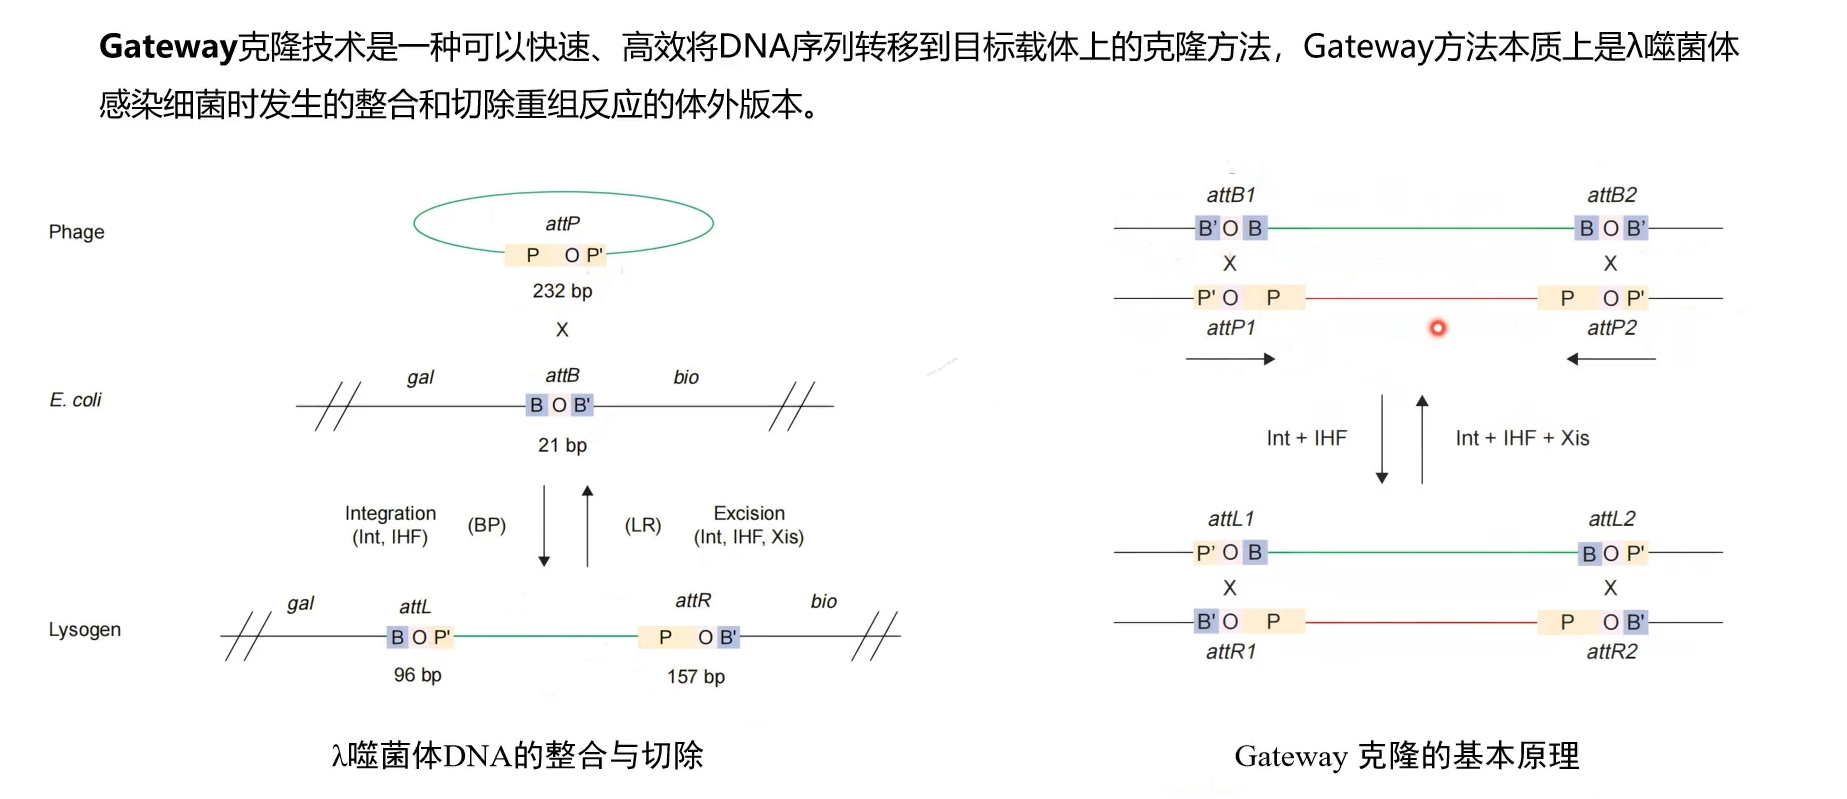 Gateway克隆技术是一种可以快速、高效将DNA序列转移到目标载体上的克隆方法，Gateway方法本质上是λ噬菌体
感染细菌时发生的整合和切除重组反应的体外版本。
Phage
attP
P O P'
232 bp
X
E. coli
gal
attB
bio
B O B'
21 bp
Integration
(Int, IHF)
(BP)
(LR)
Excision
(Int, IHF, Xis)
Lysogen
gal
attL
attR
bio
B O P'
P O B'
96 bp
157 bp
λ噬菌体DNA的整合与切除
attB1
attB2
B' O B
B O B'
X
X
P' O P
P O P'
attP1
attP2
Int + IHF
Int + IHF + Xis
attL1
attL2
P' O B
B O P'
X
X
B' O P
P O B'
attR1
attR2
Gateway 克隆的基本原理